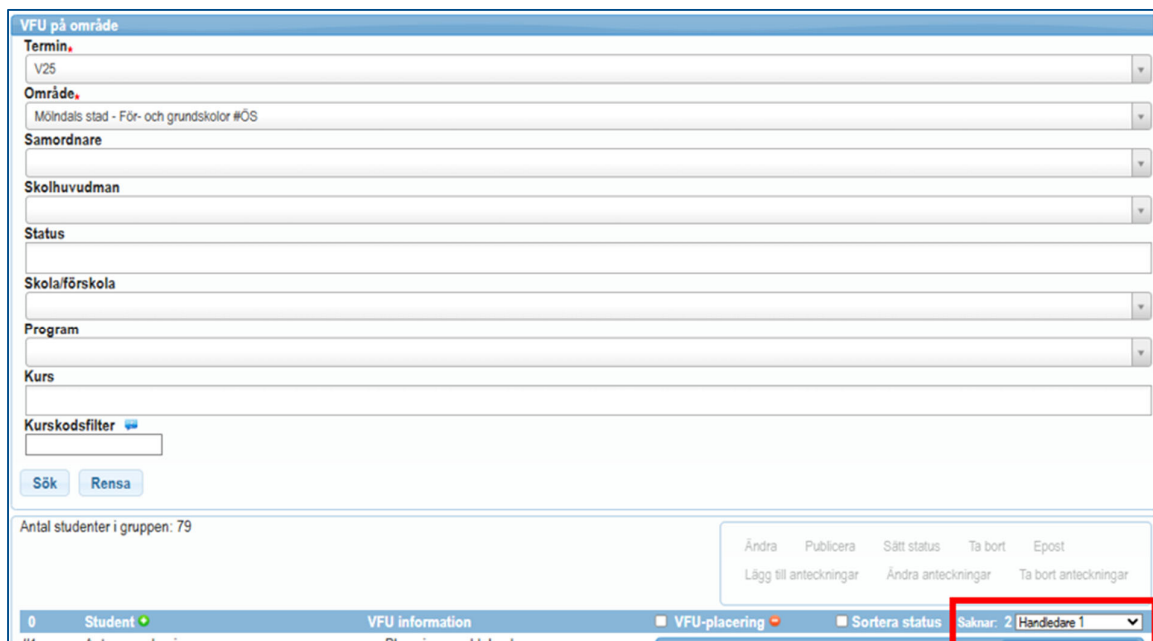 VFU på område
Termin*
V25
Område*
Mölndals stad - För- och grundskolor #ÖS
Samordnare
Skolhuvudman
Status
Skola/förskola
Program
Kurs
Kurskodsfilter
Sök Rensa
Antal studenter i gruppen: 79
Ändra Publicera Sätt status Ta bort Epost
Lägg till anteckningar Ändra anteckningar Ta bort anteckningar
0 Student VFU information VFU-placering Sortera status Saknar: 2 Handledare 1